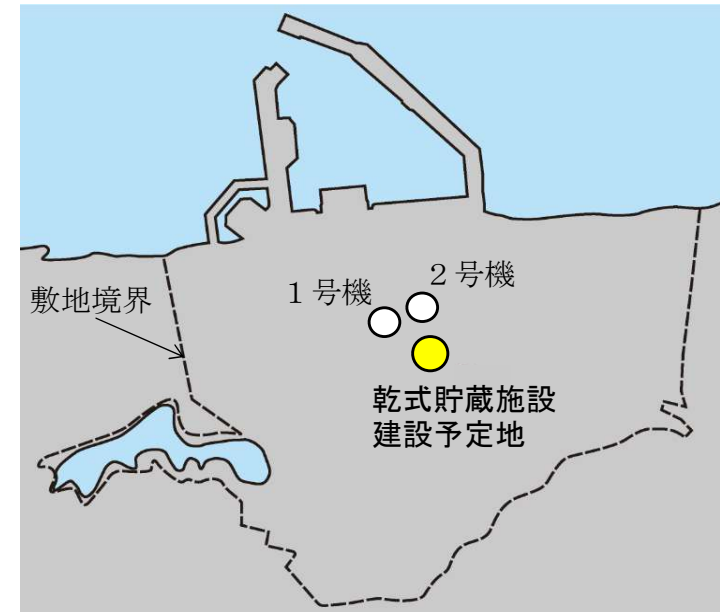 ２号機
１号機
敷地境界
乾式貯蔵施設
建設予定地